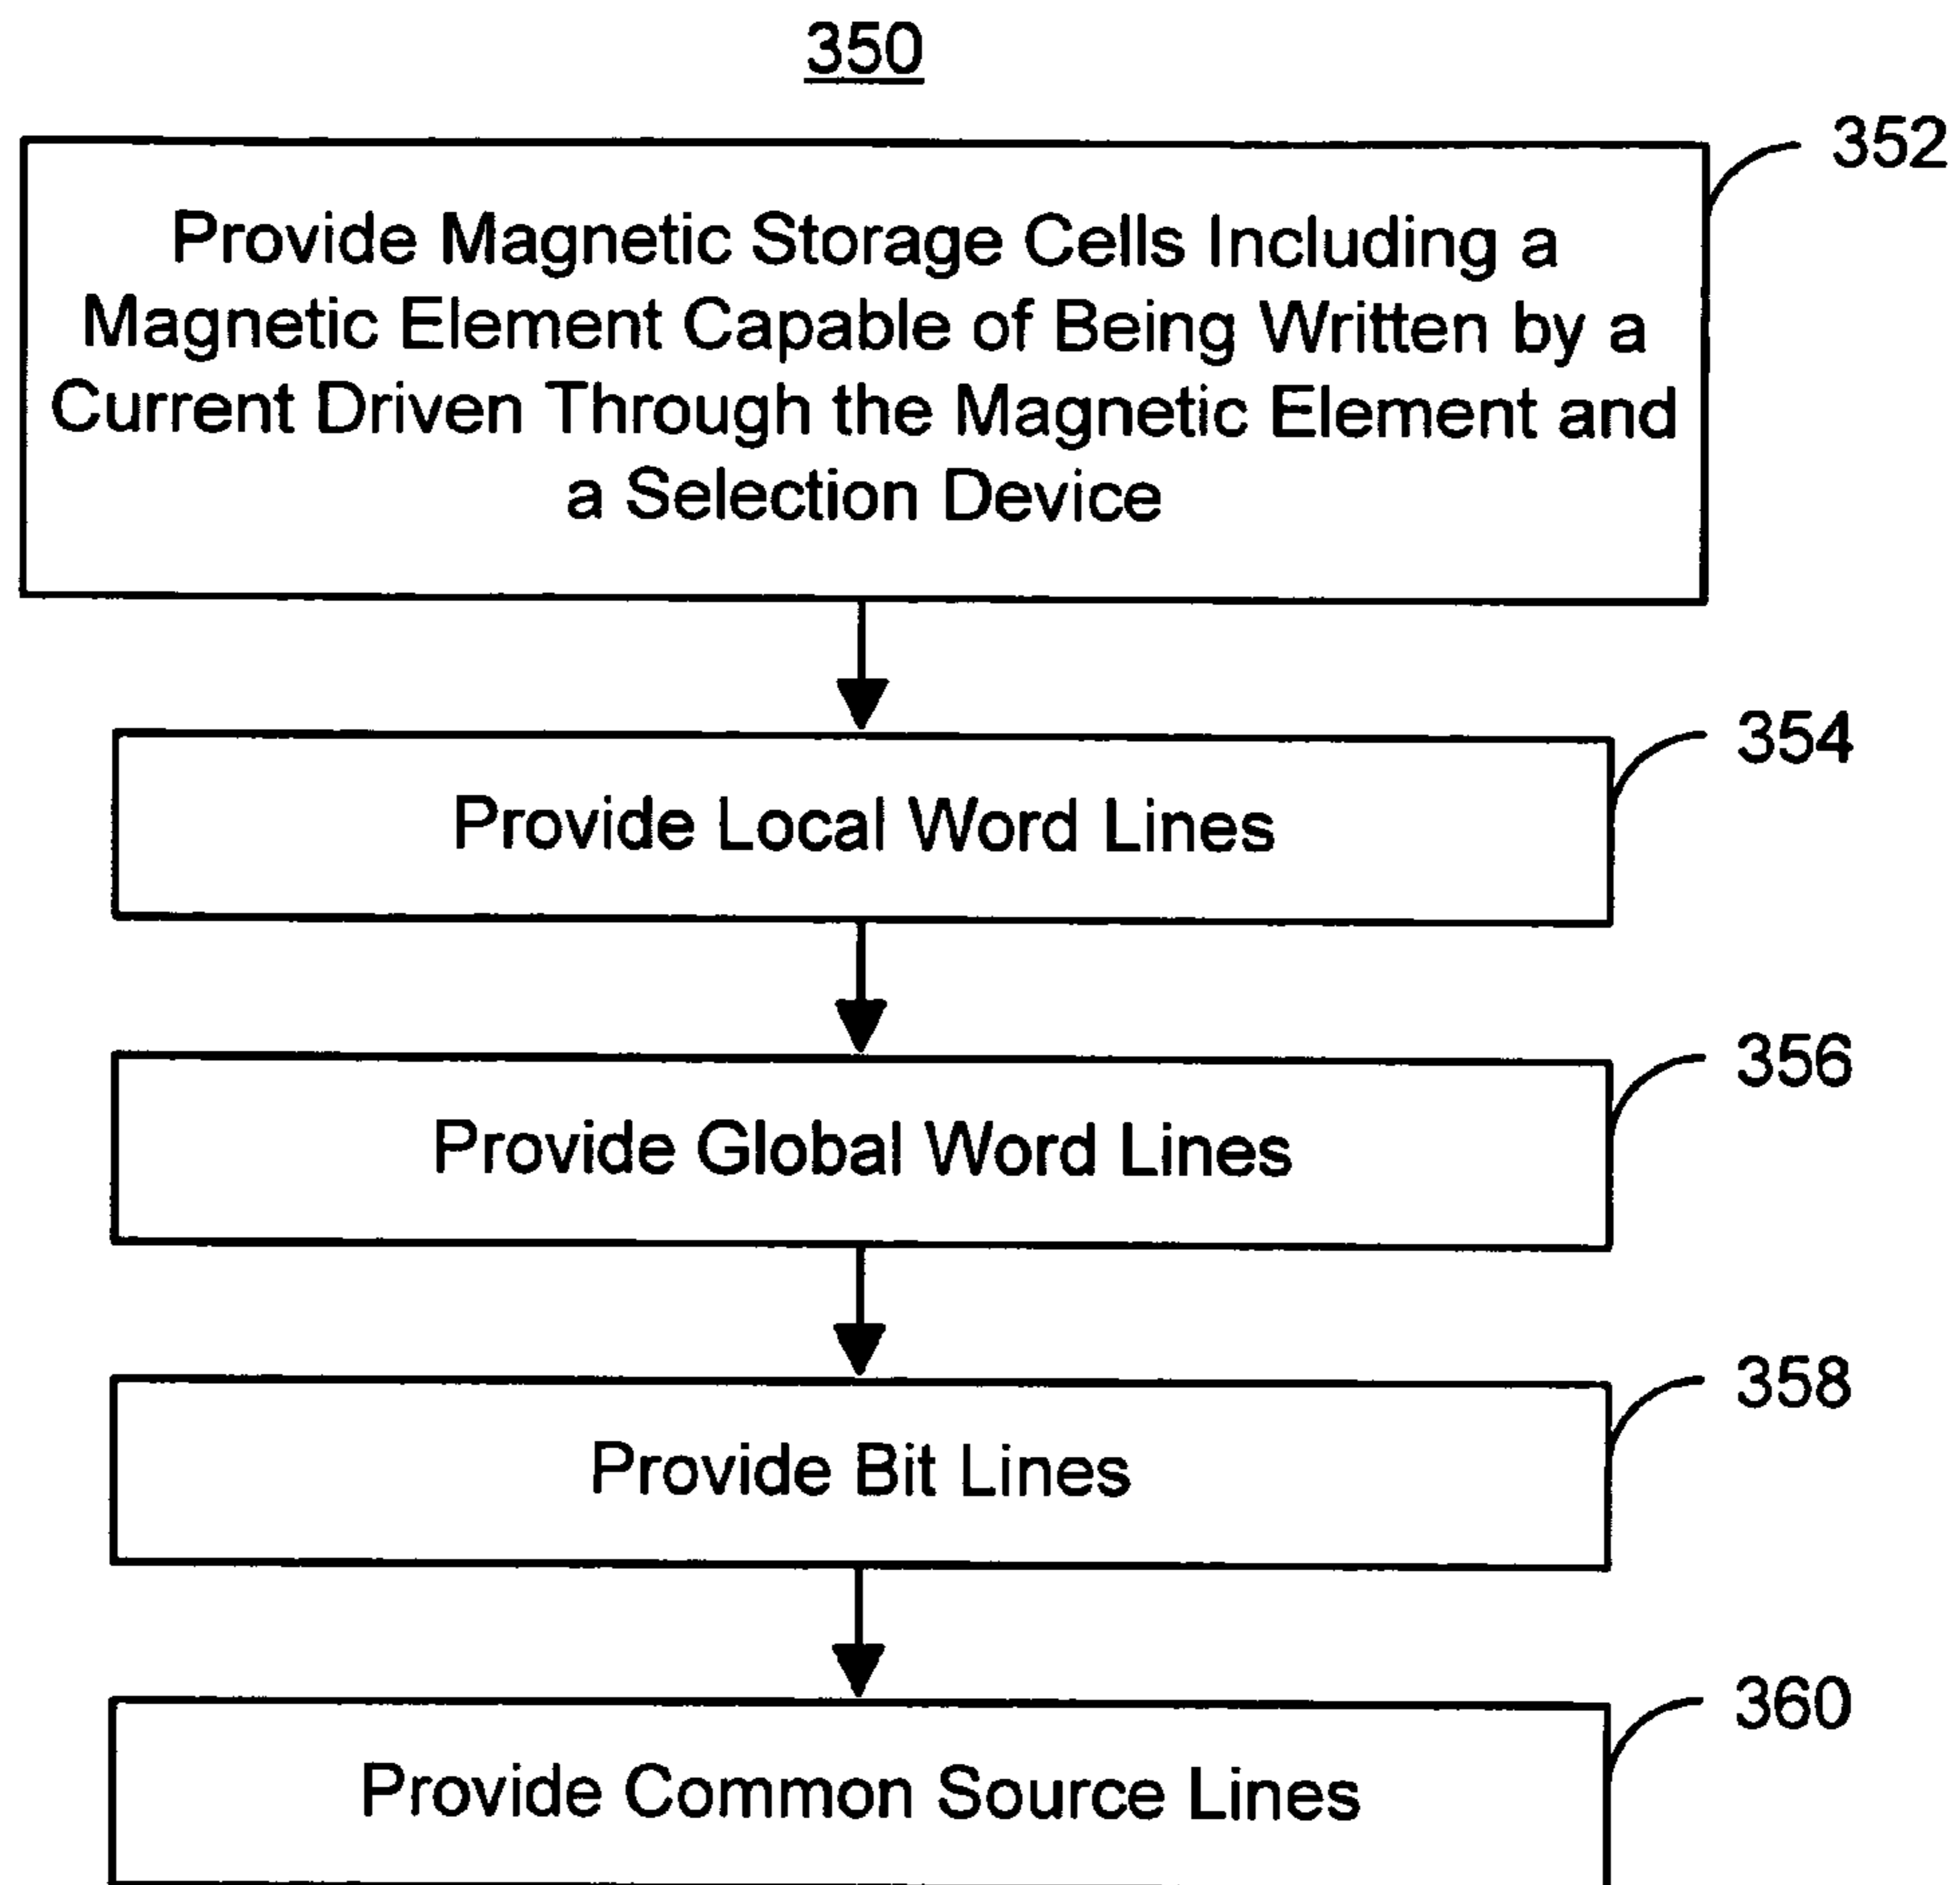 350
352
Provide Magnetic Storage Cells Including a
Magnetic Element Capable of Being Written by a
Current Driven Through the Magnetic Element and
a Selection Device
354
Provide Local Word Lines
356
Provide Global Word Lines
358
Provide Bit Lines
360
Provide Common Source Lines